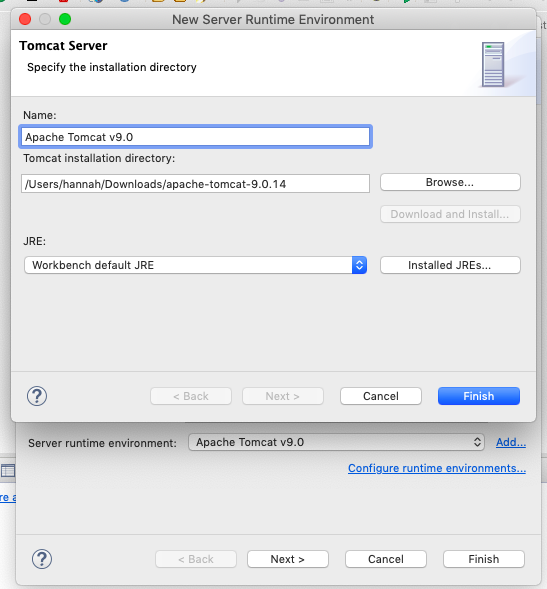 New Server Runtime Environment
Tomcat Server
Specify the installation directory
Name:
Apache Tomcat v9.0
Tomcat installation directory:
/Users/hannah/Downloads/apache-tomcat-9.0.14
Browse...
Download and Install...
JRE:
Workbench default JRE
Installed JREs...
?
< Back
Next >
Cancel
Finish
Server runtime environment:
Apache Tomcat v9.0
Add...
Configure runtime environments...
re a
?
< Back
Next >
Cancel
Finish